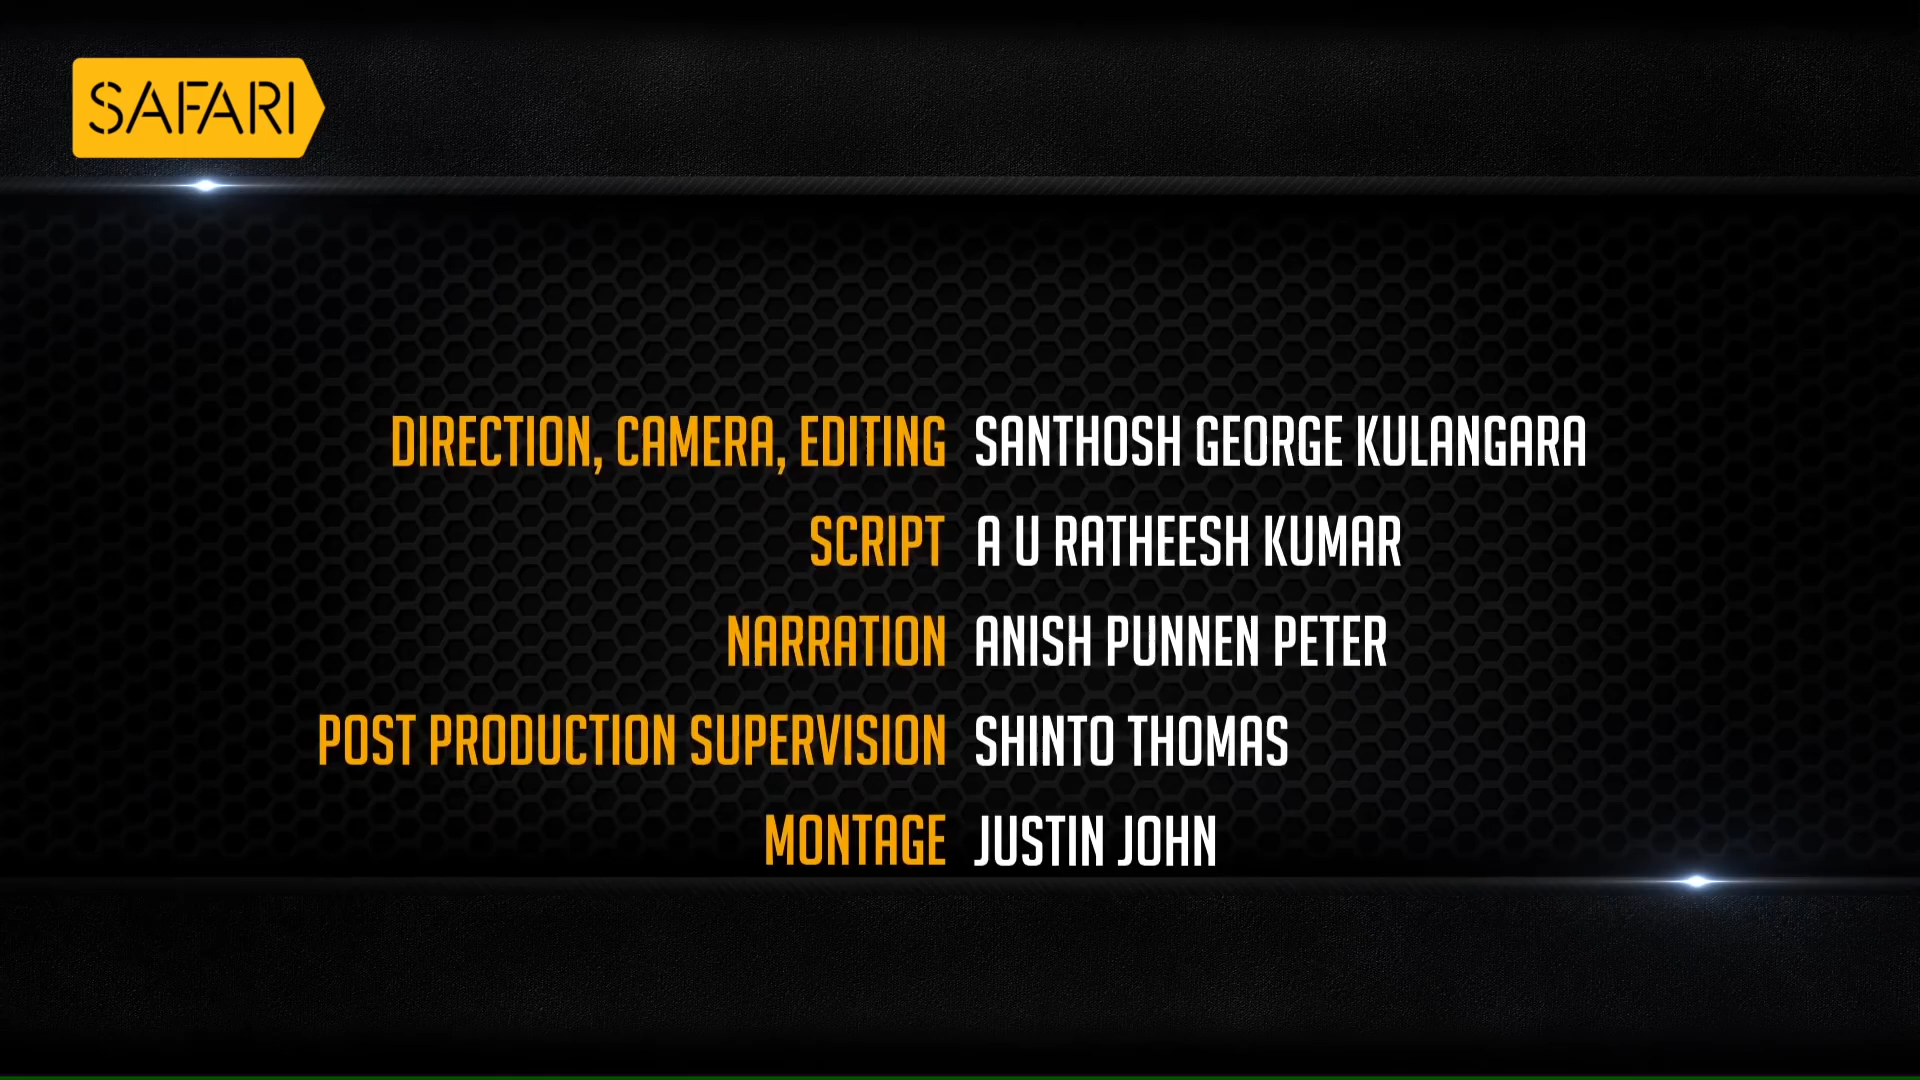 SAFARI
DIRECTION, CAMERA, EDITING SANTHOSH GEORGE KULANGARA
SCRIPT A U RATHEESH KUMAR
NARRATION ANISH PUNNEN PETER
POST PRODUCTION SUPERVISION SHINTO THOMAS
MONTAGE JUSTIN JOHN